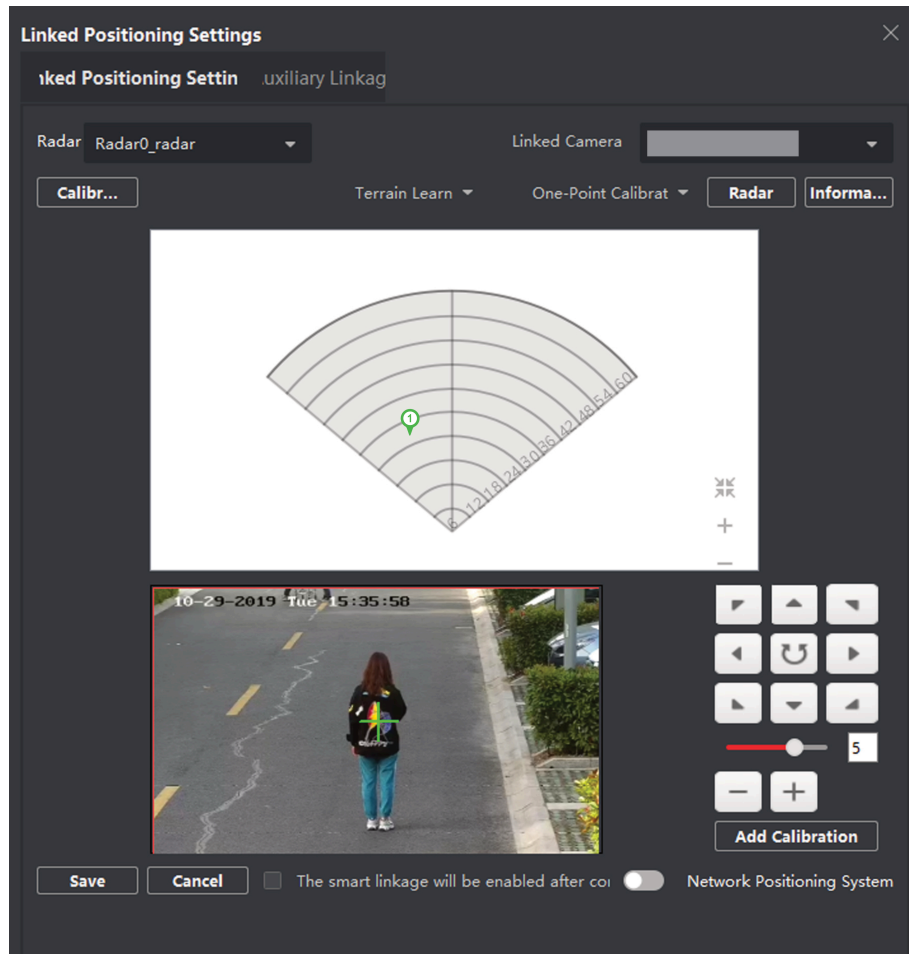 Linked Positioning Settings
ıked Positioning Settin .uxiliary Linkag
Radar Radar0_radar Linked Camera
Calibr... Terrain Learn One-Point Calibrat Radar Informa...
1
60
54
48
42
36
30
24
18
12
6
10-29-2019 Tue 15:35:58
5
Add Calibration
Save Cancel The smart linkage will be enabled after coı Network Positioning System